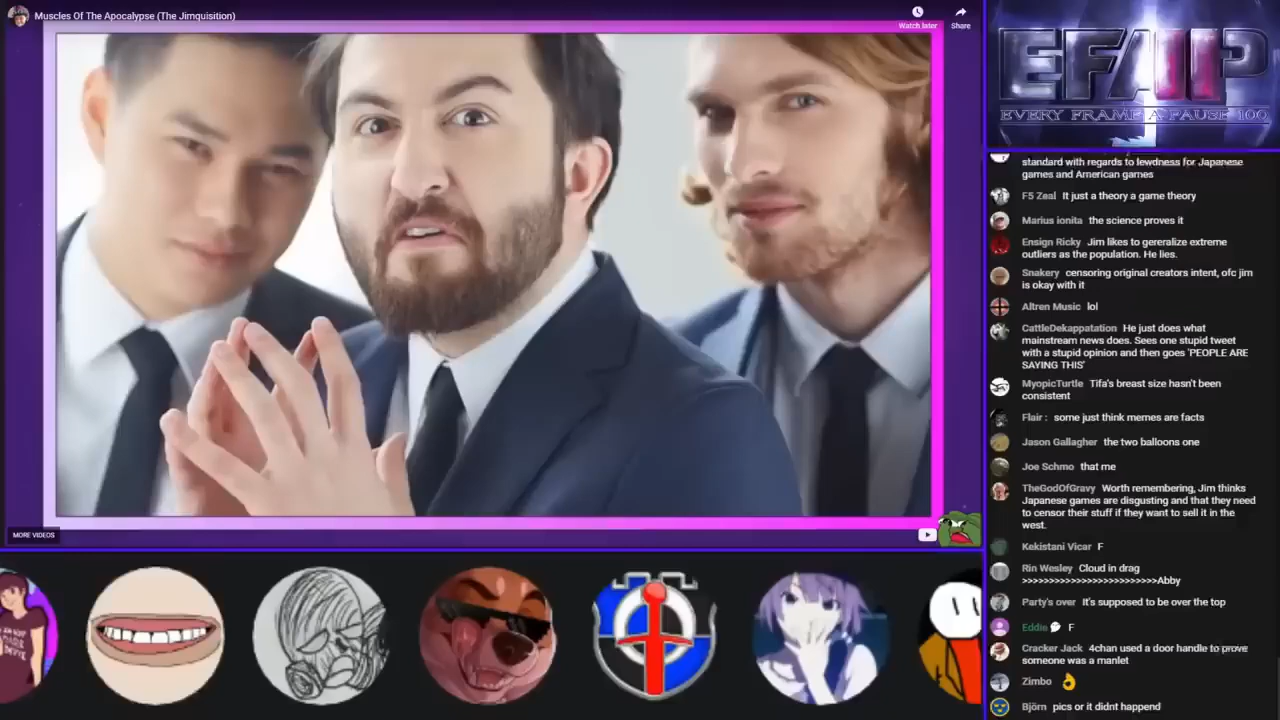 Muscles Of The Apocalypse (The Jimquisition)
Watch later
Share
MORE VIDEOS
EFAP
EVERY FRAME A PAUSE 100
standard with regards to lewdness for Japanese
games and American games
F5 Zeal It just a theory a game theory
Marius ionita the science proves it
Ensign Ricky Jim likes to gereralize extreme
outliers as the population. He lies.
Snakery censoring original creators intent, ofc jim
is okay with it
Altren Music lol
CattleDekappatation He just does what
mainstream news does. Sees one stupid tweet
with a stupid opinion and then goes 'PEOPLE ARE
SAYING THIS'
MyopicTurtle Tifa's breast size hasn't been
consistent
Flair : some just think memes are facts
Jason Gallagher the two balloons one
Joe Schmo that me
TheGodOfGravy Worth remembering, Jim thinks
Japanese games are disgusting and that they need
to censor their stuff if they want to sell it in the
west.
Kekistani Vicar F
Rin Wesley Cloud in drag
>>>>>>>>>>>>>>>>>>>>>>>>>Abby
Party's over It's supposed to be over the top
Eddie F
Cracker Jack 4chan used a door handle to prove
someone was a manlet
Zimbo 👌
Björn pics or it didnt happend